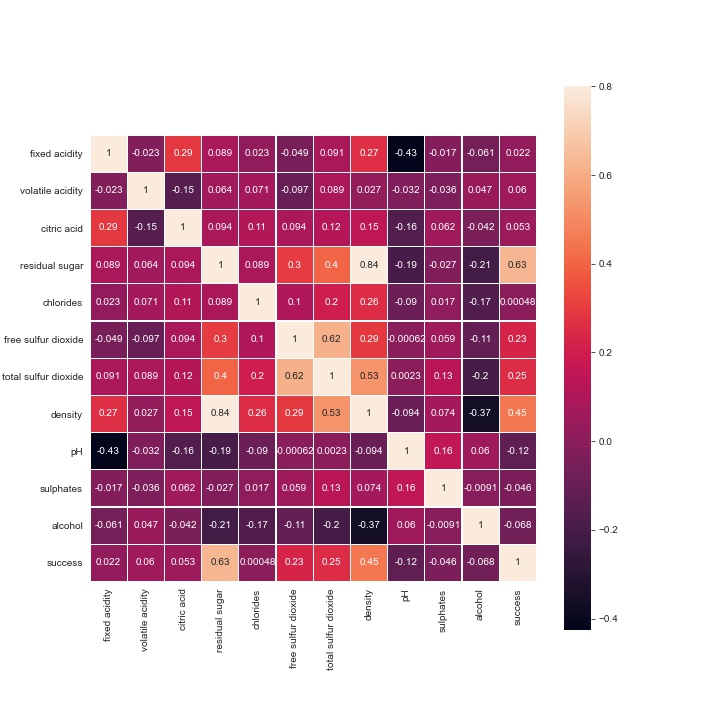 0.8
fixed acidity 1 -0.023 0.29 0.089 0.023 -0.049 0.091 0.27 -0.43 -0.017 -0.061 0.022
volatile acidity -0.023 1 -0.15 0.064 0.071 -0.097 0.089 0.027 -0.032 -0.036 0.047 0.06
citric acid 0.29 -0.15 1 0.094 0.11 0.094 0.12 0.15 -0.16 0.062 -0.042 0.053
0.6
residual sugar 0.089 0.064 0.094 1 0.089 0.3 0.4 0.84 -0.19 -0.027 -0.21 0.63
0.4
chlorides 0.023 0.071 0.11 0.089 1 0.1 0.2 0.26 -0.09 0.017 -0.17 0.00048
free sulfur dioxide -0.049 -0.097 0.094 0.3 0.1 1 0.62 0.29 -0.00062 0.059 -0.11 0.23
0.2
total sulfur dioxide 0.091 0.089 0.12 0.4 0.2 0.62 1 0.53 0.0023 0.13 -0.2 0.25
density 0.27 0.027 0.15 0.84 0.26 0.29 0.53 1 -0.094 0.074 -0.37 0.45
0.0
pH -0.43 -0.032 -0.16 -0.19 -0.09 -0.00062 0.0023 -0.094 1 0.16 0.06 -0.12
sulphates -0.017 -0.036 0.062 -0.027 0.017 0.059 0.13 0.074 0.16 1 -0.0091 -0.046
alcohol -0.061 0.047 -0.042 -0.21 -0.17 -0.11 -0.2 -0.37 0.06 -0.0091 1 -0.068
−0.2
success 0.022 0.06 0.053 0.63 0.00048 0.23 0.25 0.45 -0.12 -0.046 -0.068 1
−0.4
fixed acidity
volatile acidity
citric acid
residual sugar
chlorides
free sulfur dioxide
total sulfur dioxide
density
pH
sulphates
alcohol
success